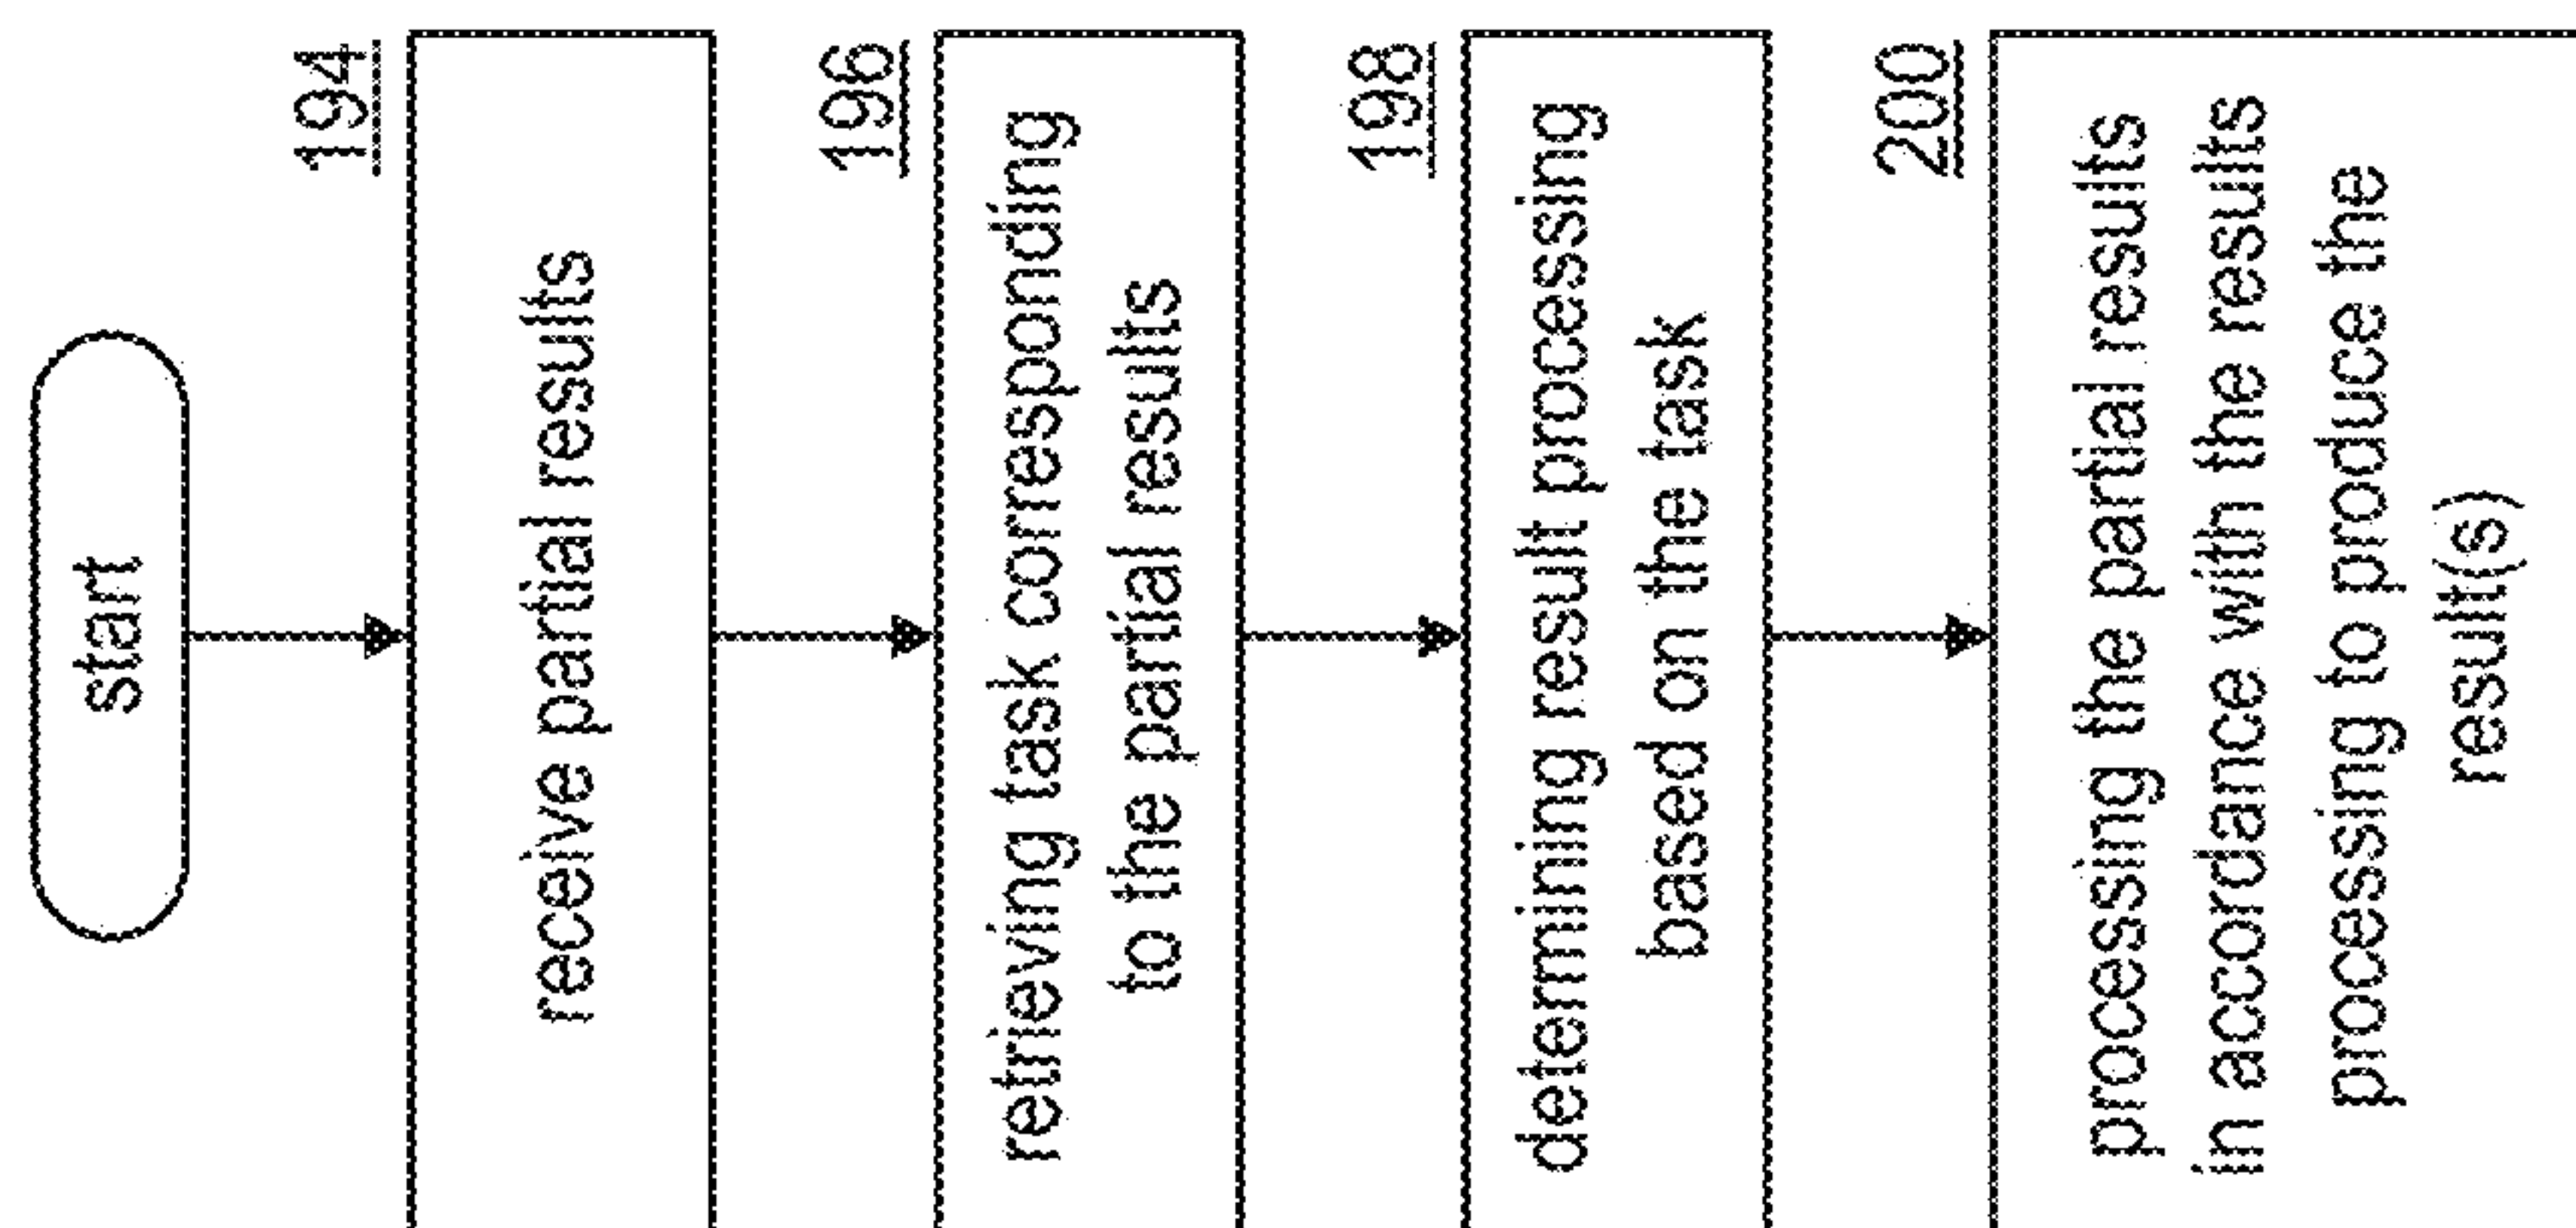 start
194
receive partial results
196
retrieving task corresponding
to the partial results
198
determining result processing
based on the task
200
processing the partial results
in accordance with the results
processing to produce the
result(s)